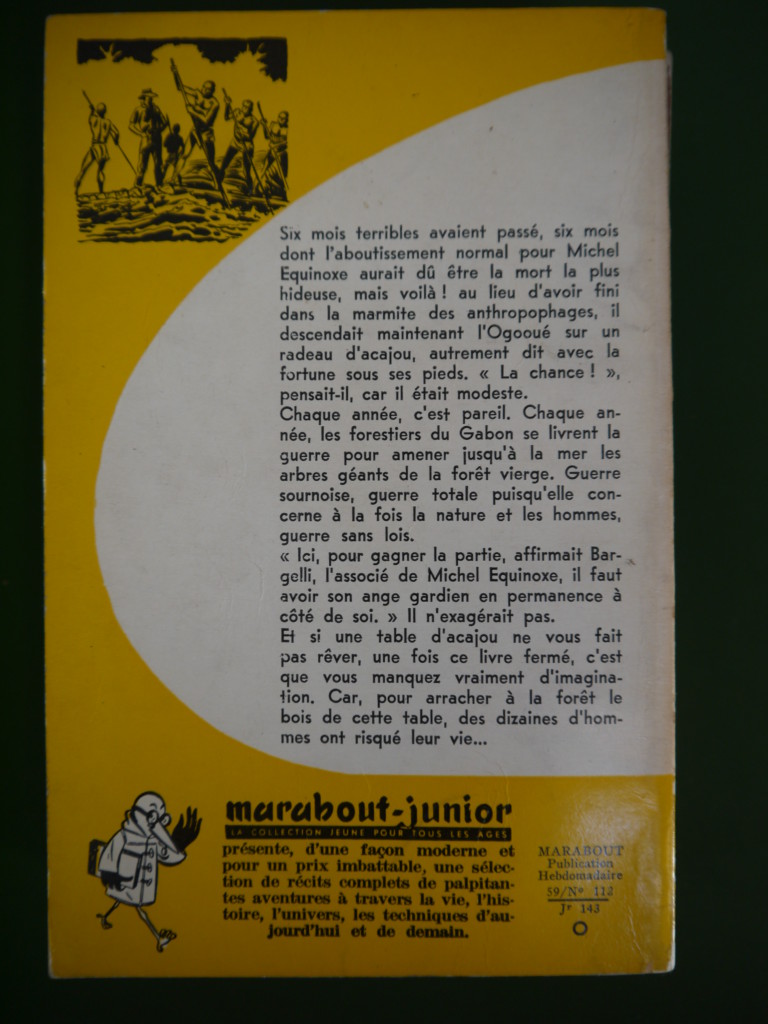 Six mois terribles avaient passé, six mois
dont l'aboutissement normal pour Michel
Equinoxe aurait dû être la mort la plus
hideuse, mais voilà ! au lieu d'avoir fini
dans la marmite des anthropophages, il
descendait maintenant l'Ogooué sur un
radeau d'acajou, autrement dit avec la
fortune sous ses pieds. « La chance ! »,
pensait-il, car il était modeste.
Chaque année, c'est pareil. Chaque an-
née, les forestiers du Gabon se livrent la
guerre pour amener jusqu'à la mer les
arbres géants de la forêt vierge. Guerre
sournoise, guerre totale puisqu'elle con-
cerne à la fois la nature et les hommes,
guerre sans lois.
« Ici, pour gagner la partie, affirmait Bar-
gelli, l'associé de Michel Equinoxe, il faut
avoir son ange gardien en permanence à
côté de soi. » Il n'exagérait pas.
Et si une table d'acajou ne vous fait
pas rêver, une fois ce livre fermé, c'est
que vous manquez vraiment d'imagina-
tion. Car, pour arracher à la forêt le
bois de cette table, des dizaines d'hom-
mes ont risqué leur vie...
marabout-junior
LA COLLECTION JEUNE POUR TOUS LES AGES
présente, d'une façon moderne et
pour un prix imbattable, une sélec-
tion de récits complets de palpitan-
tes aventures à travers la vie, l'his-
toire, l'univers, les techniques d'au-
jourd'hui et de demain.
MARABOUT
Publication
Hebdomadaire
59/N° 112
Jr 143